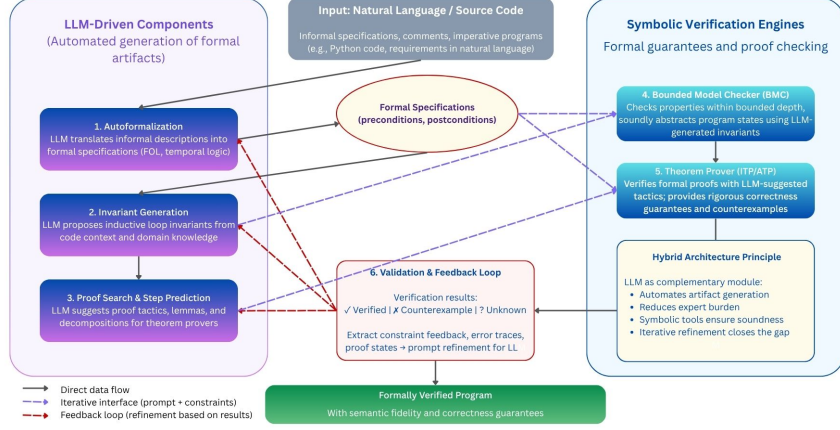 LLM-Driven Components
(Automated generation of formal
artifacts)
Input: Natural Language / Source Code
Informal specifications, comments, imperative programs
(e.g., Python code, requirements in natural language)
Symbolic Verification Engines
Formal guarantees and proof checking
Formal Specifications
(preconditions, postconditions)
1. Autoformalization
LLM translates informal descriptions into
formal specifications (FOL, temporal logic)
2. Invariant Generation
LLM proposes inductive loop invariants from
code context and domain knowledge
3. Proof Search & Step Prediction
LLM suggests proof tactics, lemmas, and
decompositions for theorem provers
4. Bounded Model Checker (BMC)
Checks properties within bounded depth,
soundly abstracts program states using LLM-
generated invariants
5. Theorem Prover (ITP/ATP)
Verifies formal proofs with LLM-suggested
tactics; provides rigorous correctness
guarantees and counterexamples
Hybrid Architecture Principle
LLM as complementary module:
• Automates artifact generation
• Reduces expert burden
• Symbolic tools ensure soundness
• Iterative refinement closes the gap
6. Validation & Feedback Loop
Verification results:
✓ Verified | ✗ Counterexample | ? Unknown
Extract constraint feedback, error traces,
proof states → prompt refinement for LL
Formally Verified Program
With semantic fidelity and correctness guarantees
Direct data flow
Iterative interface (prompt + constraints)
Feedback loop (refinement based on results)